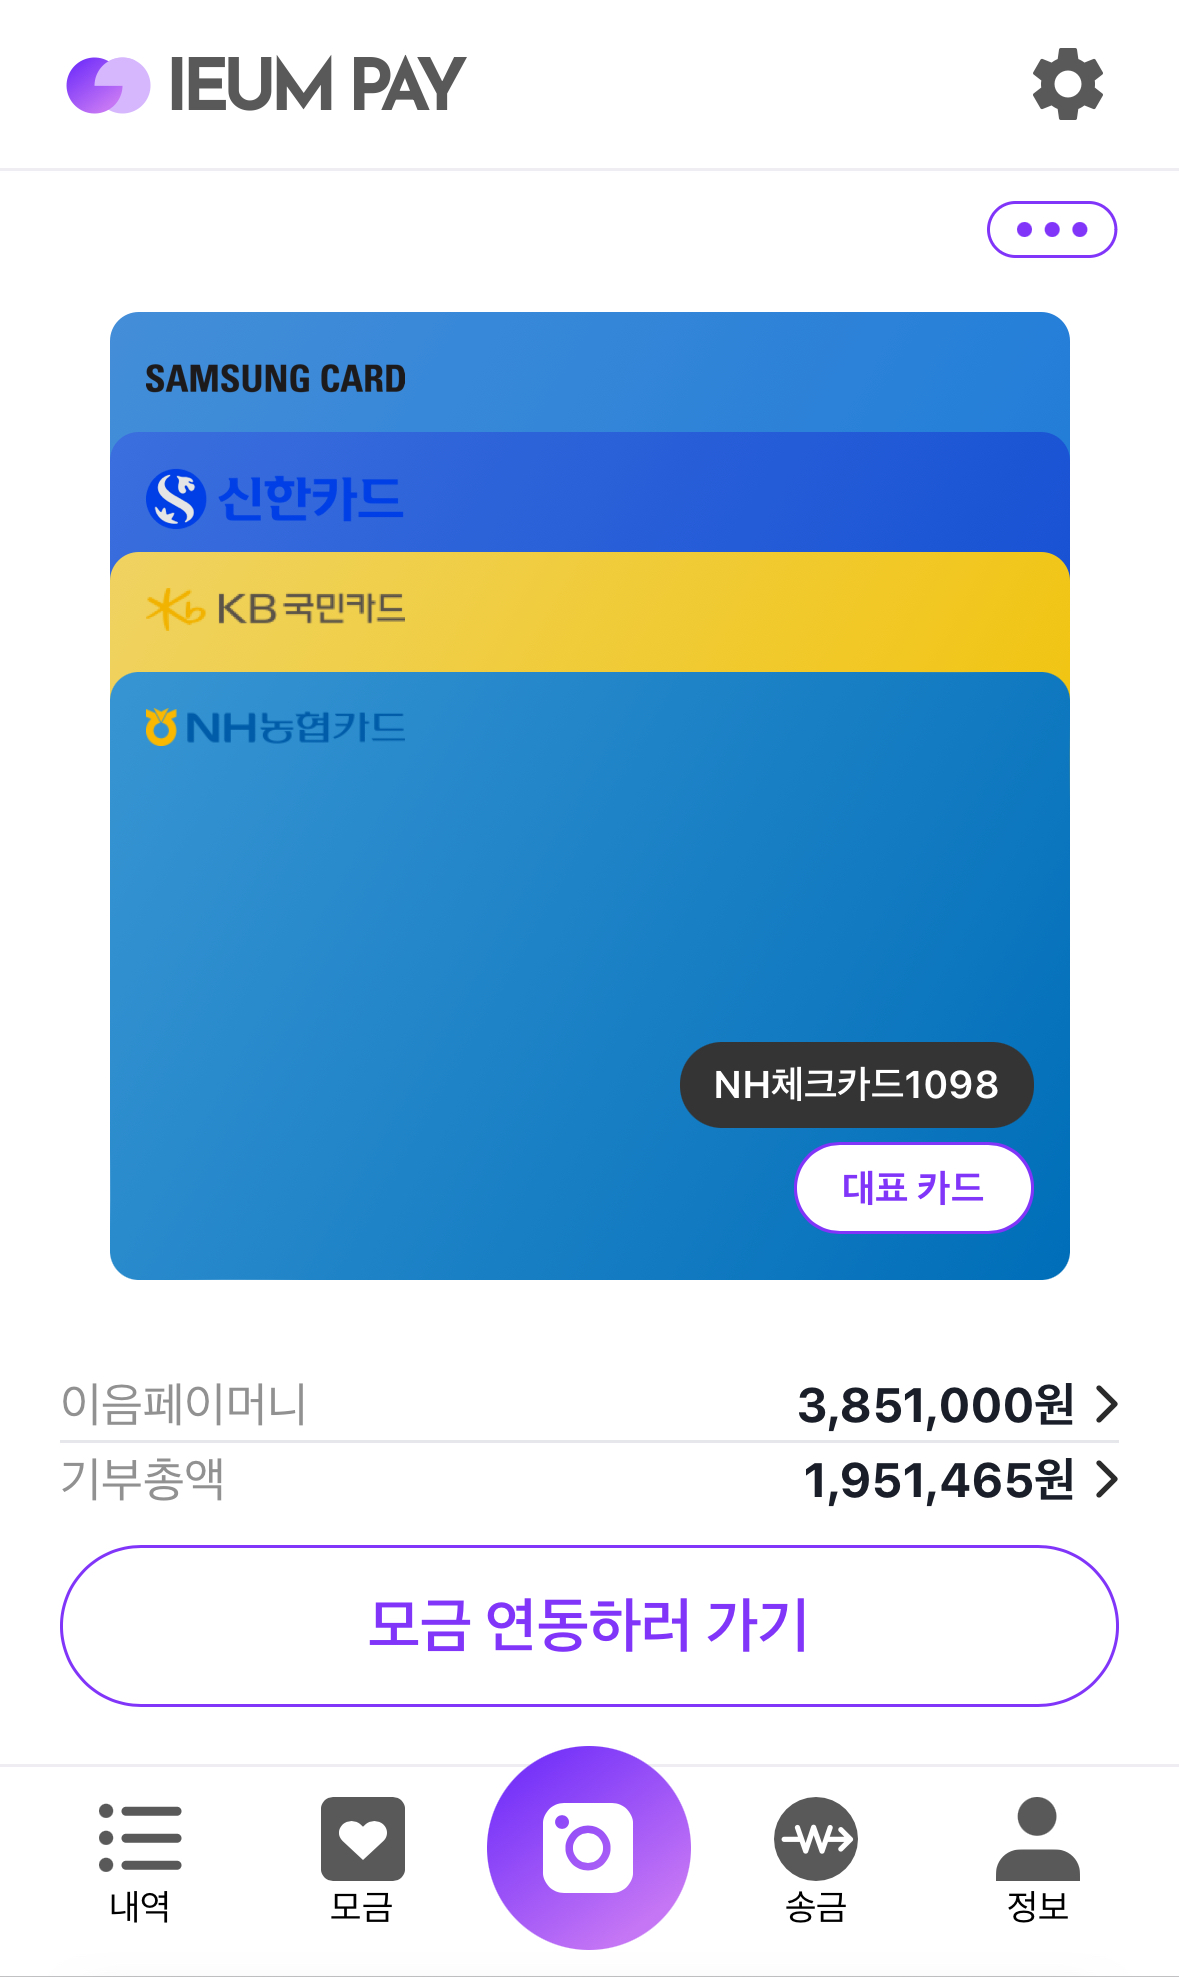 IEUM PAY
SAMSUNG CARD
신한카드
KB 국민카드
NH농협카드
NH체크카드1098
대표 카드
이음페이머니 3,851,000원
기부총액 1,951,465원
모금 연동하러 가기
내역 모금 송금 정보